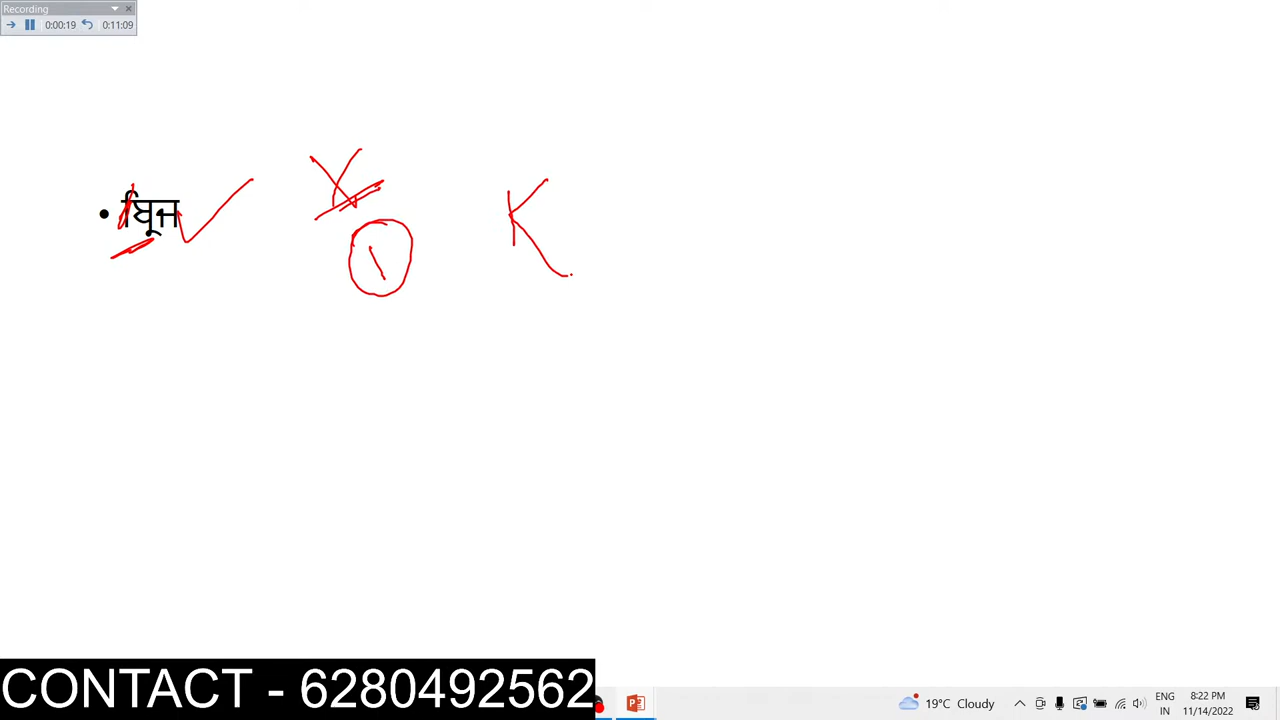 Recording
0:00:19 0:11:09
X
• ਬ੍ਰਿਜ K
1
CONTACT - 6280492562
19°C Cloudy
ENG 8:22 PM
IN 11/14/2022